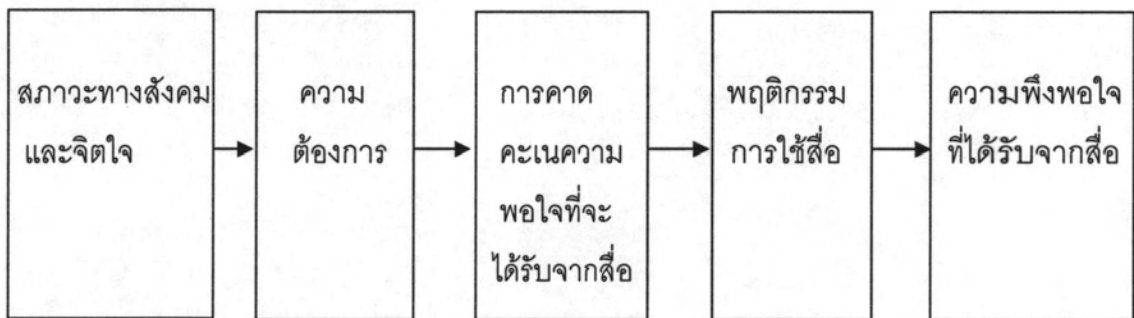 สภาวะทางสังคม
และจิตใจ
ความ
ต้องการ
การคาด
คะเนความ
พอใจที่จะ
ได้รับจากสื่อ
พฤติกรรม
การใช้สื่อ
ความพึงพอใจ
ที่ได้รับจากสื่อ